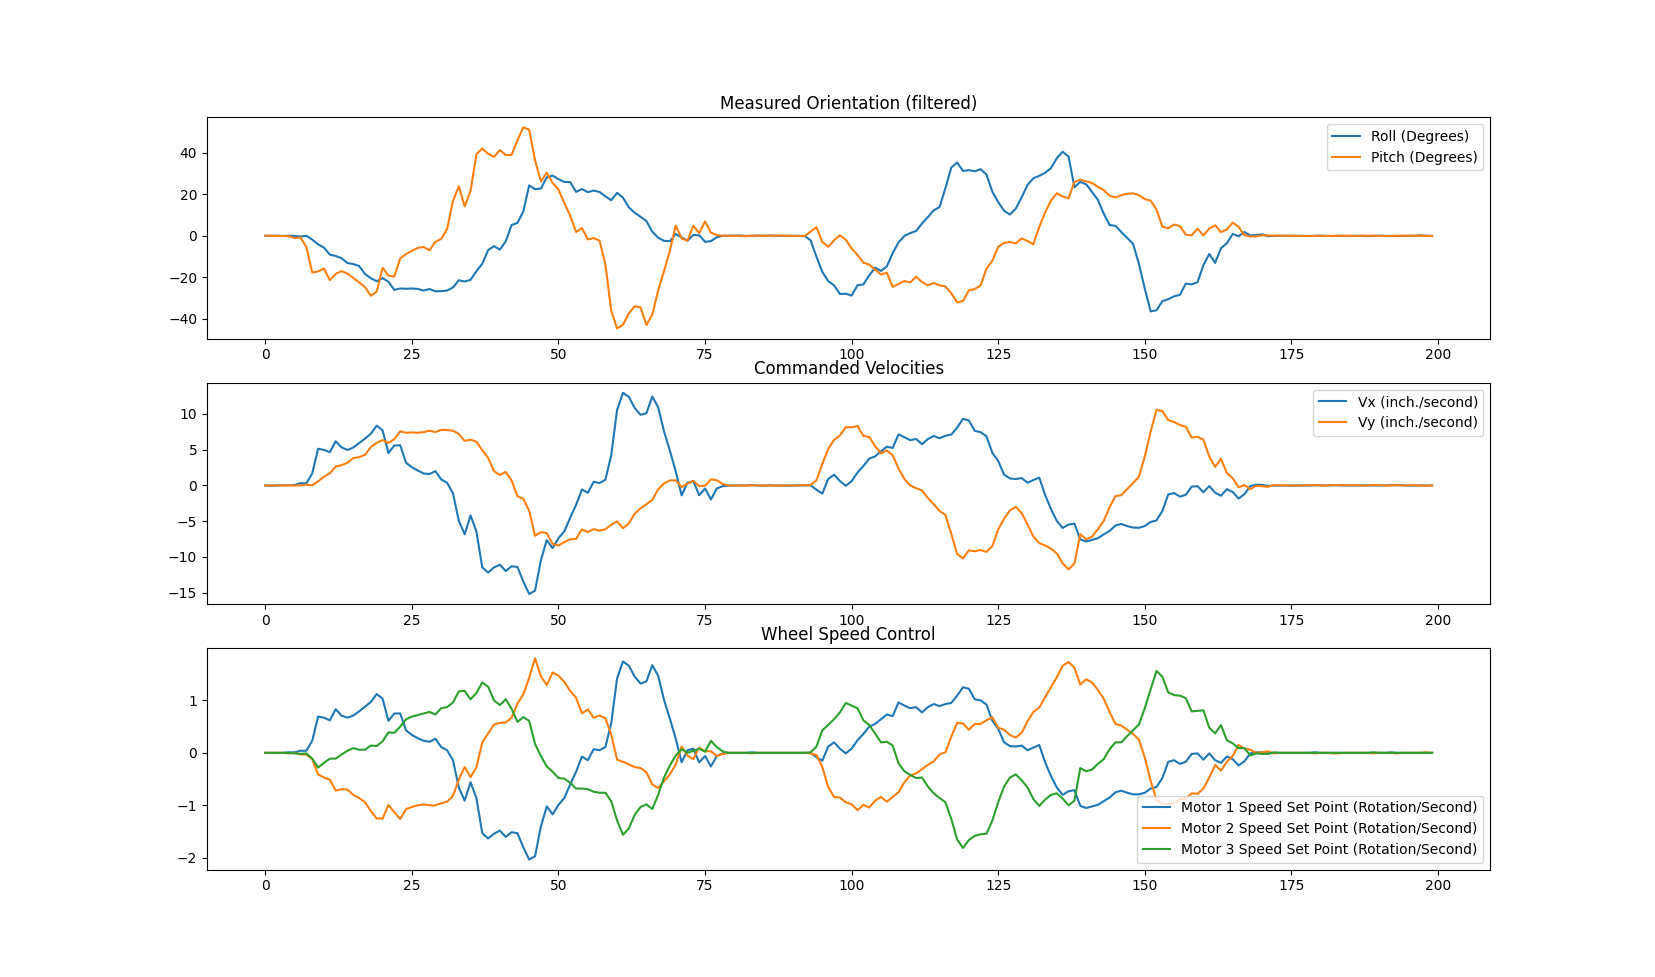 Measured Orientation (filtered)
Roll (Degrees)
Pitch (Degrees)
40
20
0
−20
−40
0 25 50 75 100 125 150 175 200
Commanded Velocities
Vx (inch./second)
Vy (inch./second)
10
5
0
−5
−10
−15
0 25 50 75 100 125 150 175 200
Wheel Speed Control
1
0
−1
−2
Motor 1 Speed Set Point (Rotation/Second)
Motor 2 Speed Set Point (Rotation/Second)
Motor 3 Speed Set Point (Rotation/Second)
0 25 50 75 100 125 150 175 200